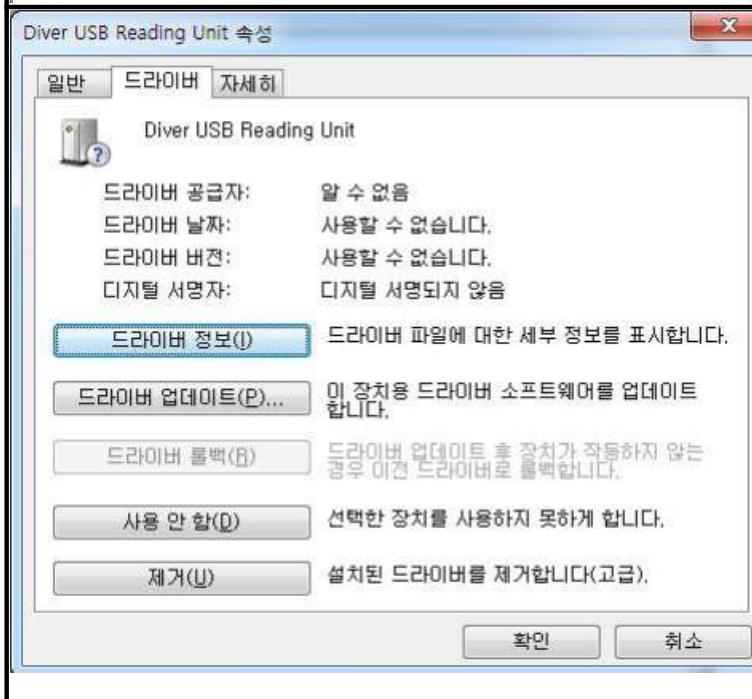 Diver USB Reading Unit 속성
일반 드라이버 자세히
Diver USB Reading Unit
드라이버 공급자: 알 수 없음
드라이버 날짜: 사용할 수 없습니다.
드라이버 버전: 사용할 수 없습니다.
디지털 서명자: 디지털 서명되지 않음
드라이버 정보(I) 드라이버 파일에 대한 세부 정보를 표시합니다.
드라이버 업데이트(P)... 이 장치용 드라이버 소프트웨어를 업데이트
합니다.
드라이버 롤백(R) 드라이버 업데이트 후 장치가 작동하지 않는
경우 이전 드라이버로 롤백합니다.
사용 안 함(D) 선택한 장치를 사용하지 못하게 합니다.
제거(U) 설치된 드라이버를 제거합니다(고급).
확인 취소